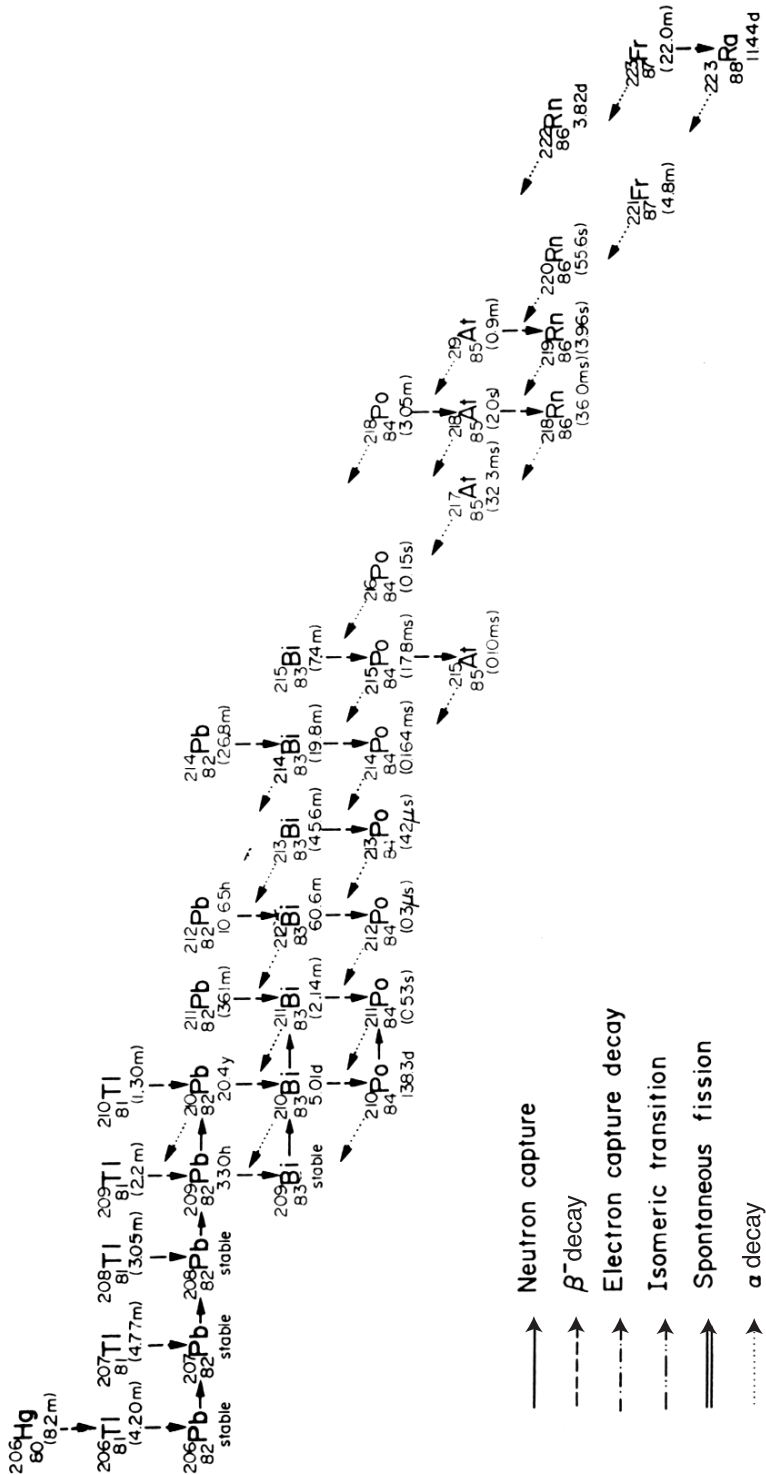 ²⁰⁶₈₀Hg
(8.2m)
²⁰⁶₈₁Tl ²⁰⁷₈₁Tl ²⁰⁸₈₁Tl ²⁰⁹₈₁Tl ²¹⁰₈₁Tl
(4.20m) (4.77m) (3.05m) (2.2m) (1.30m)
²⁰⁶₈₂Pb ²⁰⁷₈₂Pb ²⁰⁸₈₂Pb ²⁰⁹₈₂Pb ²¹⁰₈₂Pb ²¹¹₈₂Pb ²¹²₈₂Pb ²¹⁴₈₂Pb
stable stable stable 3.30h 20.4y (36.1m) 10.65h (26.8m)
²⁰⁹₈₃Bi ²¹⁰₈₃Bi ²¹¹₈₃Bi ²¹²₈₃Bi ²¹³₈₃Bi ²¹⁴₈₃Bi ²¹⁵₈₃Bi
stable 5.01d (2.14m) 60.6m (45.6m) (19.8m) (7.4m)
²¹⁰₈₄Po ²¹¹₈₄Po ²¹²₈₄Po ²¹³₈₄Po ²¹⁴₈₄Po ²¹⁵₈₄Po ²¹⁶₈₄Po ²¹⁸₈₄Po
138.3d (0.53s) (0.3μs) (4.2μs) (0.164ms) (17.8ms) (0.15s) (3.05m)
²¹⁵₈₅At ²¹⁷₈₅At ²¹⁸₈₅At ²¹⁹₈₅At
(0.10ms) (32.3ms) (2.0s) (0.9m)
²¹⁸₈₆Rn ²¹⁹₈₆Rn ²²⁰₈₆Rn ²²²₈₆Rn
(36.0ms) (3.96s) (55.6s) 3.82d
²²¹₈₇Fr ²²³₈₇Fr
(4.8m) (22.0m)
²²³₈₈Ra
11.44d
Neutron capture
β⁻ decay
Electron capture decay
Isomeric transition
Spontaneous fission
α decay